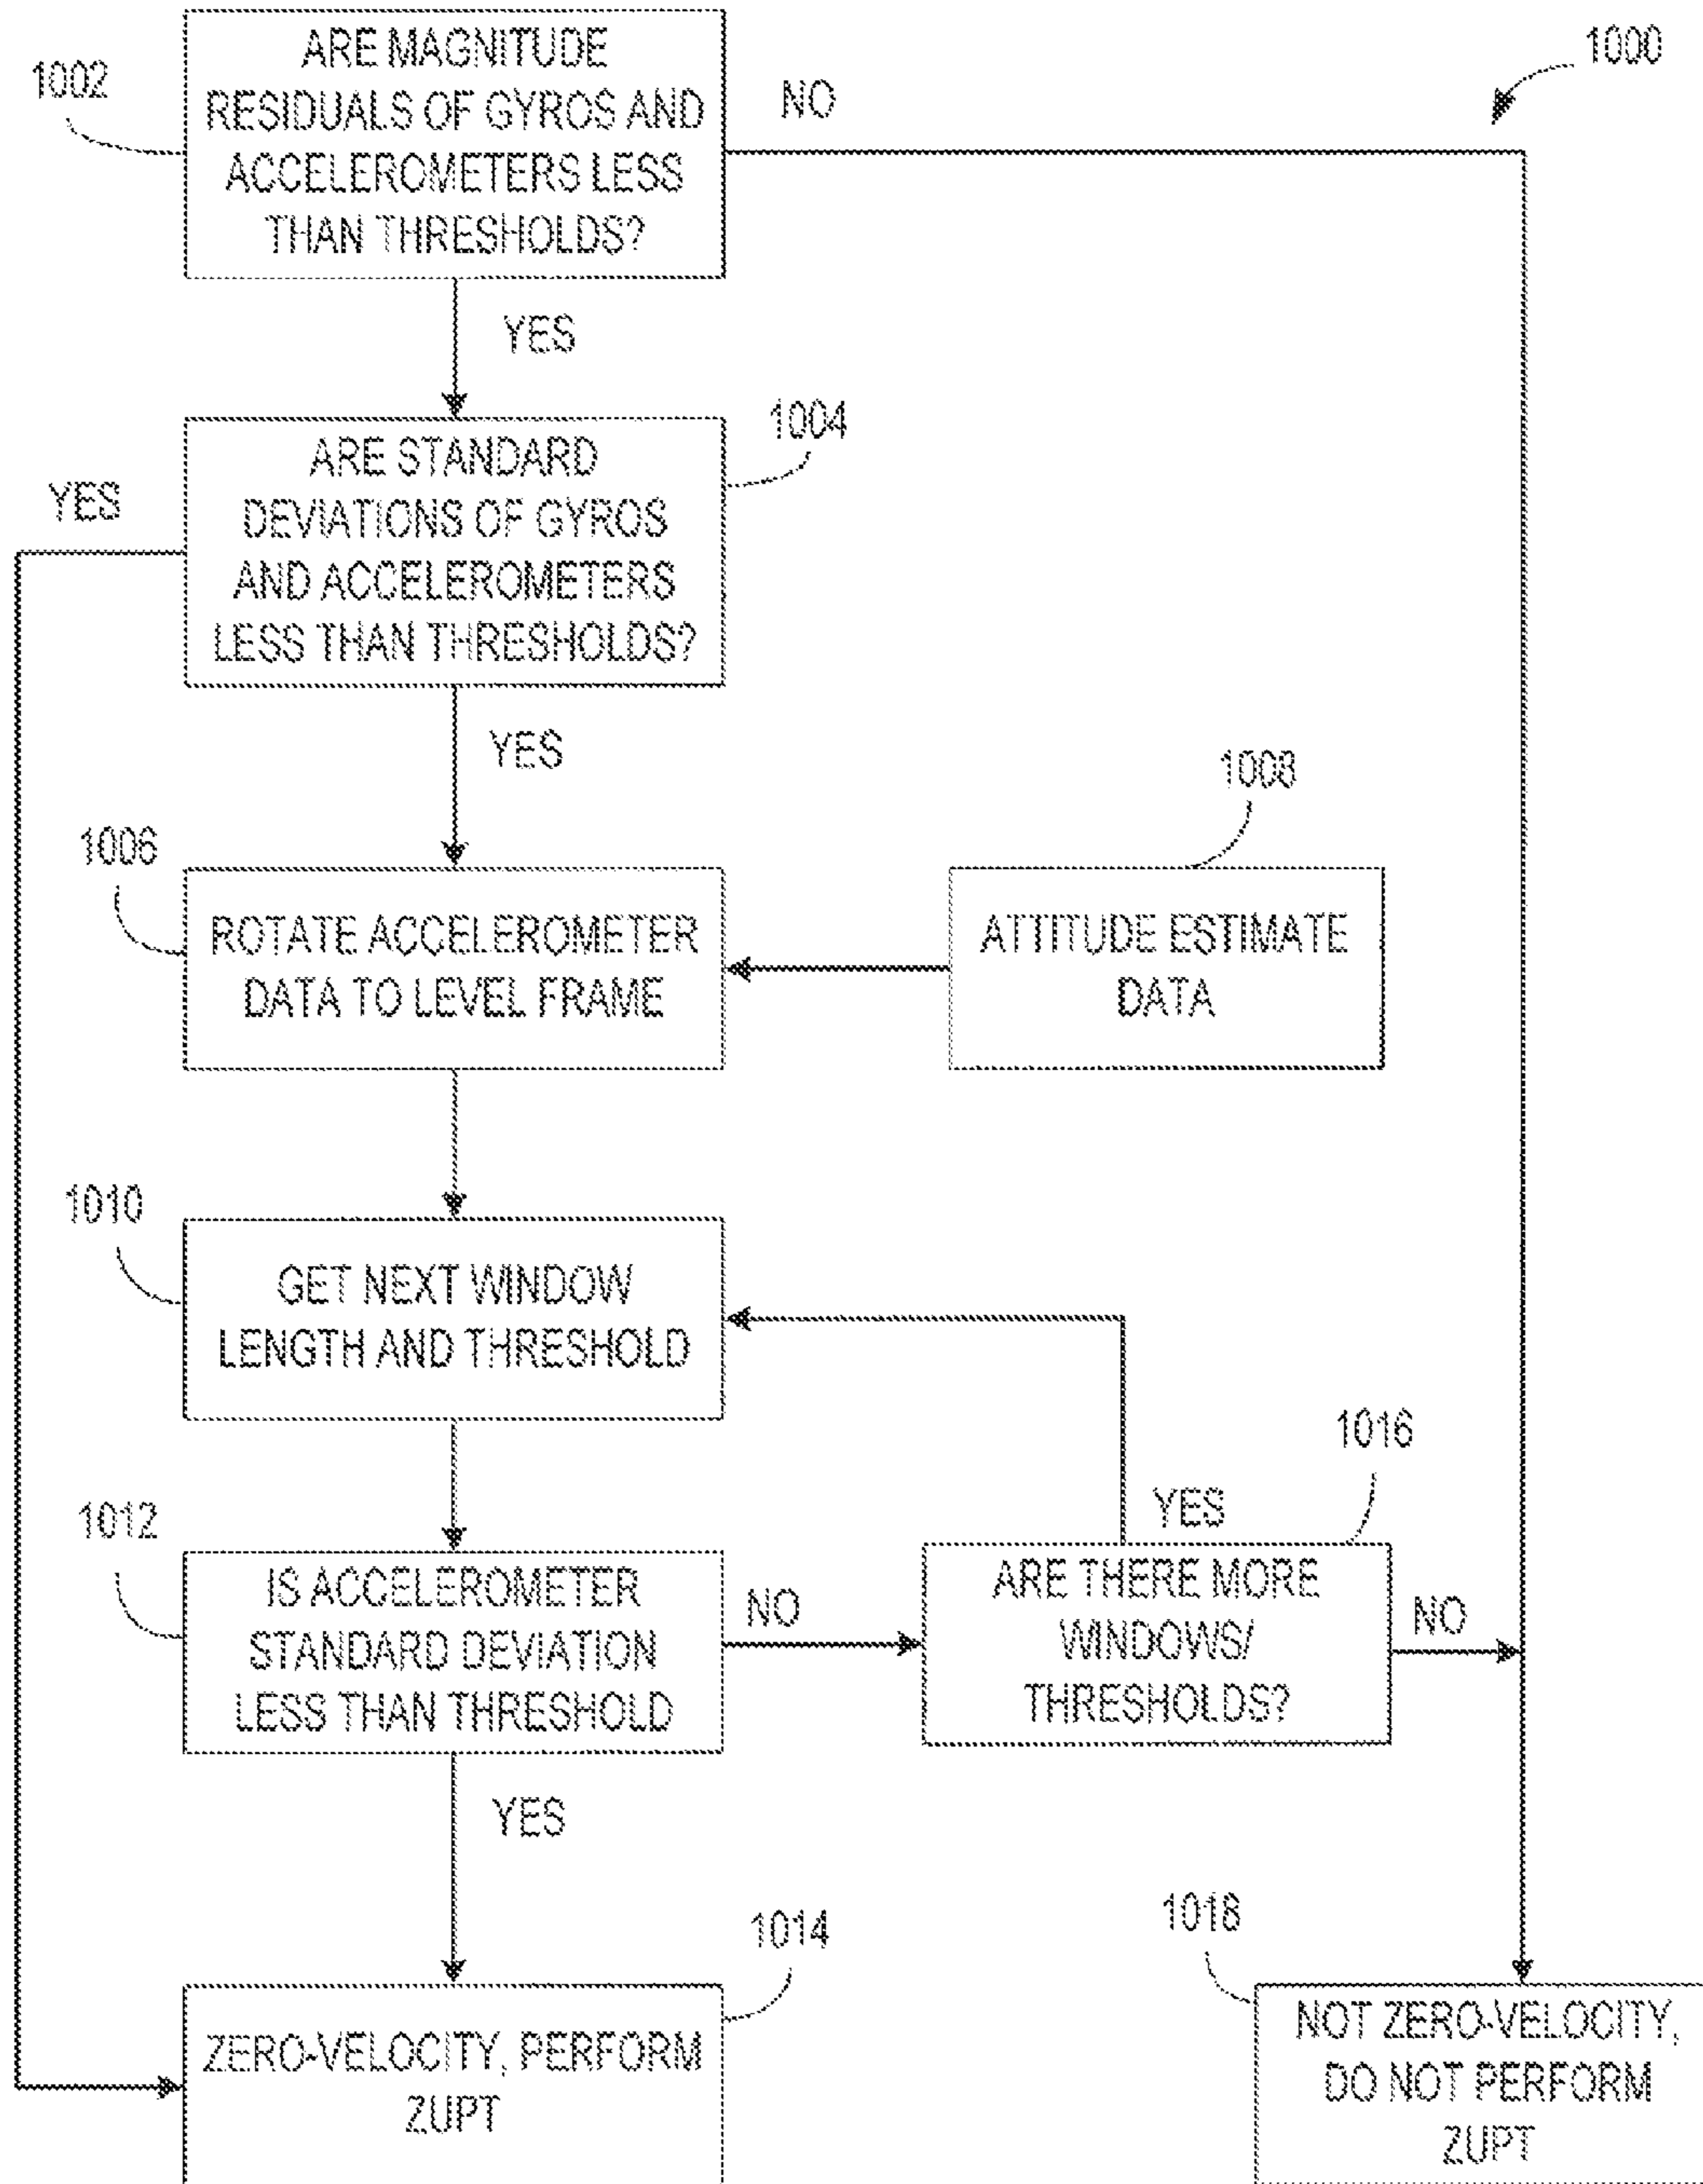 1000
1002
ARE MAGNITUDE
RESIDUALS OF GYROS AND
ACCELEROMETERS LESS
THAN THRESHOLDS?
NO
YES
1004
ARE STANDARD
DEVIATIONS OF GYROS
AND ACCELEROMETERS
LESS THAN THRESHOLDS?
YES
YES
1006
ROTATE ACCELEROMETER
DATA TO LEVEL FRAME
1008
ATTITUDE ESTIMATE
DATA
1010
GET NEXT WINDOW
LENGTH AND THRESHOLD
1012
IS ACCELEROMETER
STANDARD DEVIATION
LESS THAN THRESHOLD
NO
1016
YES
ARE THERE MORE
WINDOWS/
THRESHOLDS?
NO
YES
1014
ZERO-VELOCITY, PERFORM
ZUPT
1018
NOT ZERO-VELOCITY,
DO NOT PERFORM
ZUPT